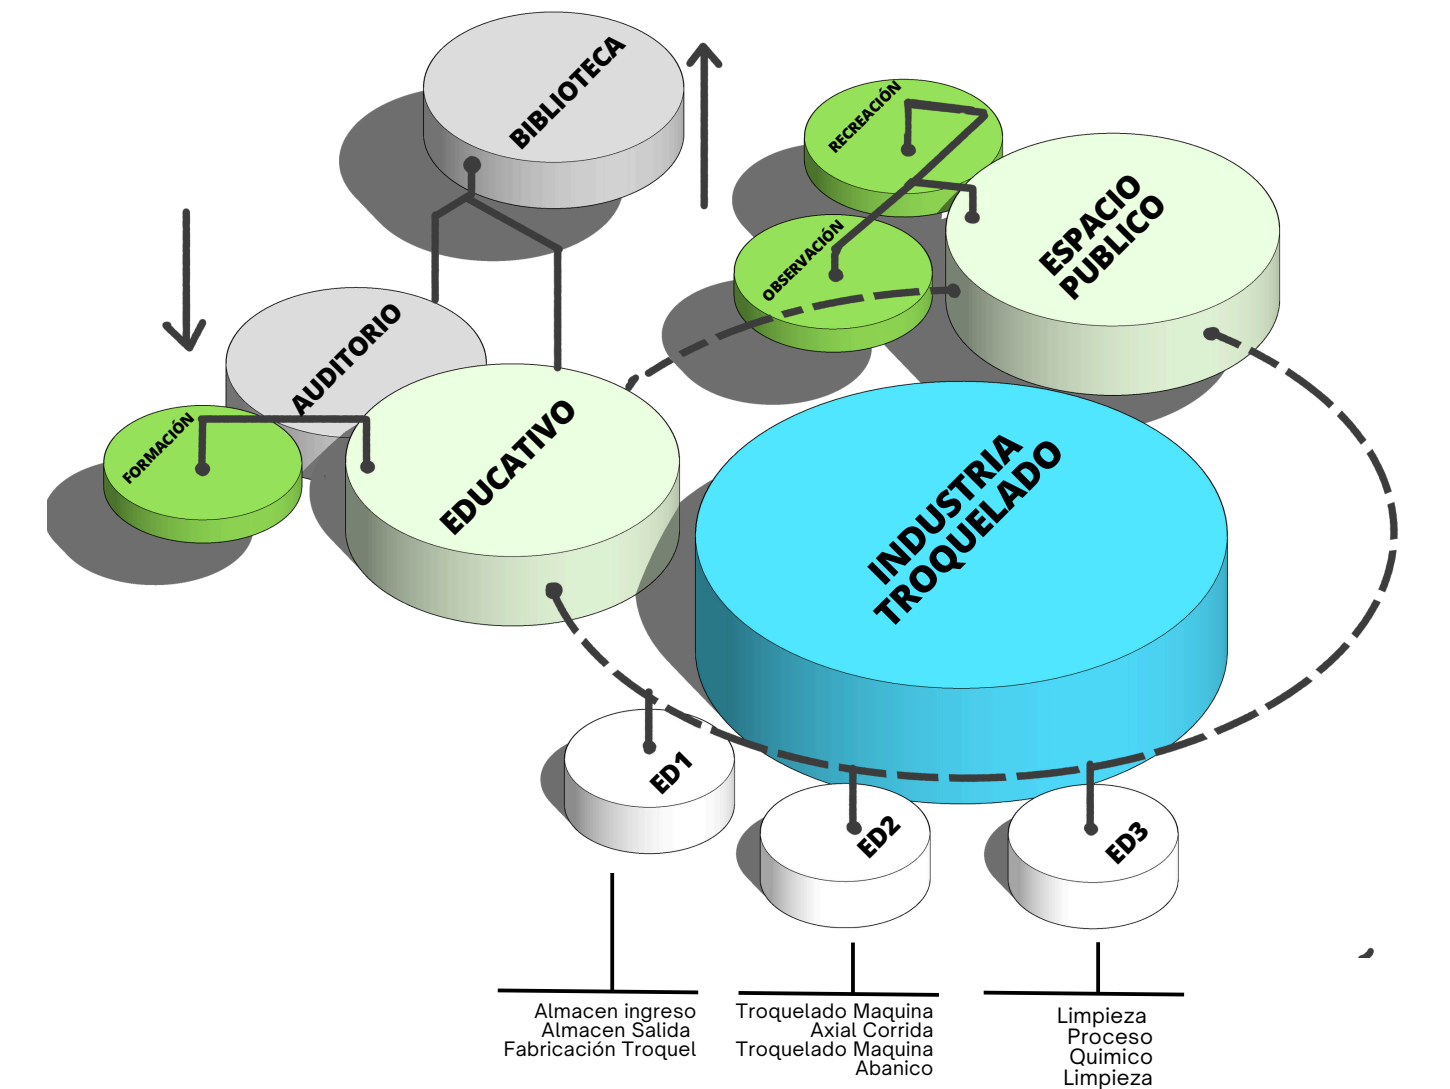 BIBLIOTECA
RECREACIÓN
ESPACIO
PUBLICO
OBSERVACIÓN
AUDITORIO
FORMACIÓN
EDUCATIVO
INDUSTRIA
TROQUELADO
ED1
ED2
ED3
Almacen ingreso
Almacen Salida
Fabricación Troquel
Troquelado Maquina
Axial Corrida
Troquelado Maquina
Abanico
Limpieza
Proceso
Quimico
Limpieza